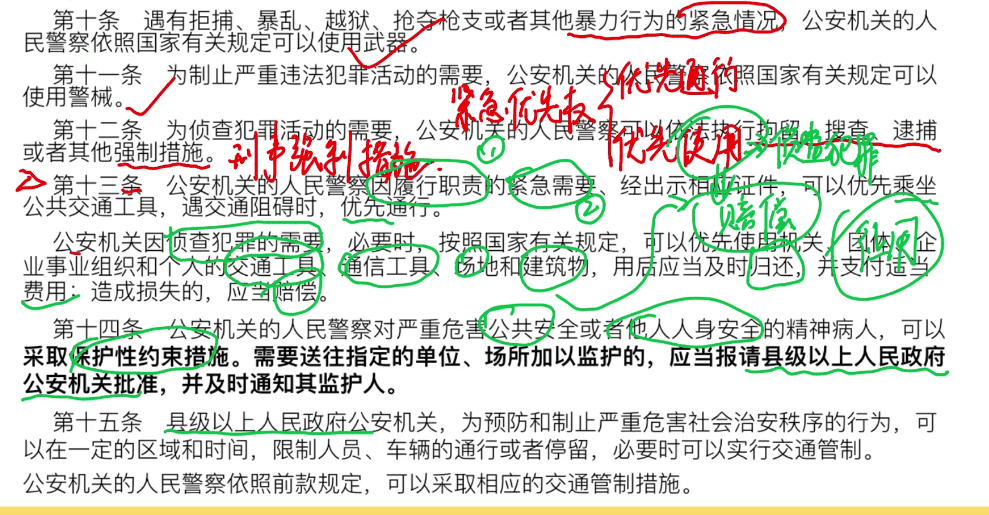 第十条 遇有拒捕、暴乱、越狱、抢夺枪支或者其他暴力行为的紧急情况，公安机关的人
民警察依照国家有关规定可以使用武器。
第十一条 为制止严重违法犯罪活动的需要，公安机关的人民警察依照国家有关规定可以
使用警械。
紧急优先权
优先通行
优先使用
第十二条 为侦查犯罪活动的需要，公安机关的人民警察可以依法执行拘留、搜查、逮捕
或者其他强制措施。
刑事强制措施
侦查犯罪
第十三条 公安机关的人民警察因履行职责的紧急需要、经出示相应证件，可以优先乘坐
公共交通工具，遇交通阻碍时，优先通行。
①
②
赔偿
公安机关因侦查犯罪的需要，必要时，按照国家有关规定，可以优先使用机关、团体、企
业事业组织和个人的交通工具、通信工具、场地和建筑物，用后应当及时归还，并支付适当
费用；造成损失的，应当赔偿。
第十四条 公安机关的人民警察对严重危害公共安全或者他人人身安全的精神病人，可以
采取保护性约束措施。需要送往指定的单位、场所加以监护的，应当报请县级以上人民政府
公安机关批准，并及时通知其监护人。
第十五条 县级以上人民政府公安机关，为预防和制止严重危害社会治安秩序的行为，可
以在一定的区域和时间，限制人员、车辆的通行或者停留，必要时可以实行交通管制。
公安机关的人民警察依照前款规定，可以采取相应的交通管制措施。